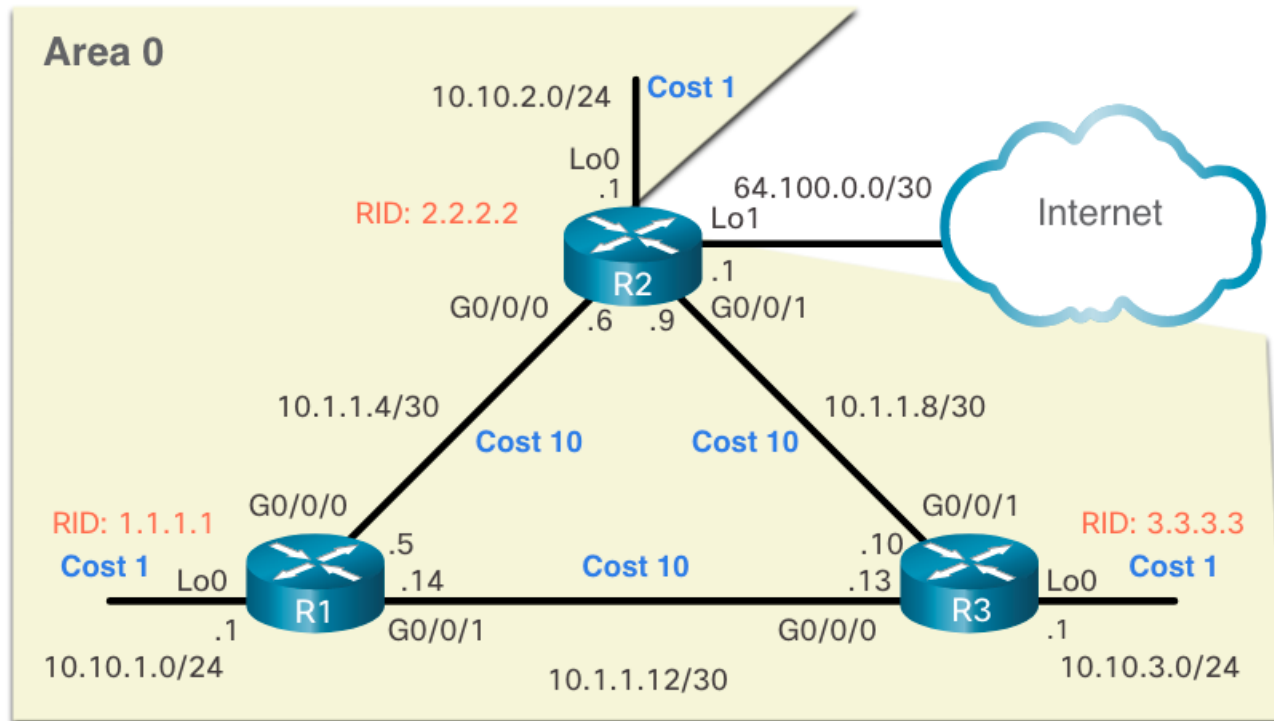 Area 0
10.10.2.0/24
Cost 1
Lo0
.1
64.100.0.0/30
Internet
RID: 2.2.2.2
Lo1
R2
.1
G0/0/0
.6
.9
G0/0/1
10.1.1.4/30
10.1.1.8/30
Cost 10
Cost 10
G0/0/0
G0/0/1
RID: 1.1.1.1
RID: 3.3.3.3
.5
.10
Cost 1
Lo0
.14
Cost 10
.13
Lo0
Cost 1
R1
R3
.1
G0/0/1
G0/0/0
.1
10.10.1.0/24
10.1.1.12/30
10.10.3.0/24